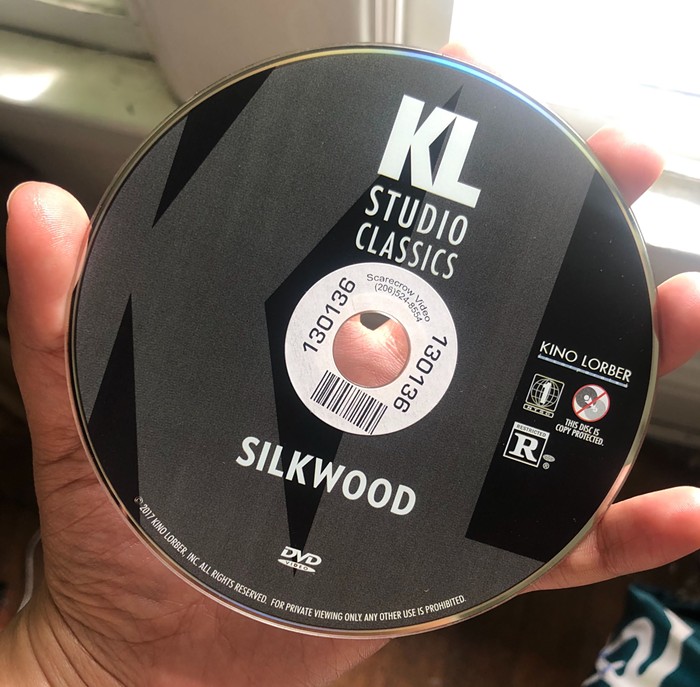 KL
STUDIO
CLASSICS
Scarecrow Video
(206)524-8554
130136
130136
KINO LORBER
NTSC
THIS DISC IS
COPY PROTECTED.
RESTRICTED
R
®
SILKWOOD
DVD
VIDEO
© 2017 KINO LORBER, INC. ALL RIGHTS RESERVED. FOR PRIVATE VIEWING ONLY. ANY OTHER USE IS PROHIBITED.